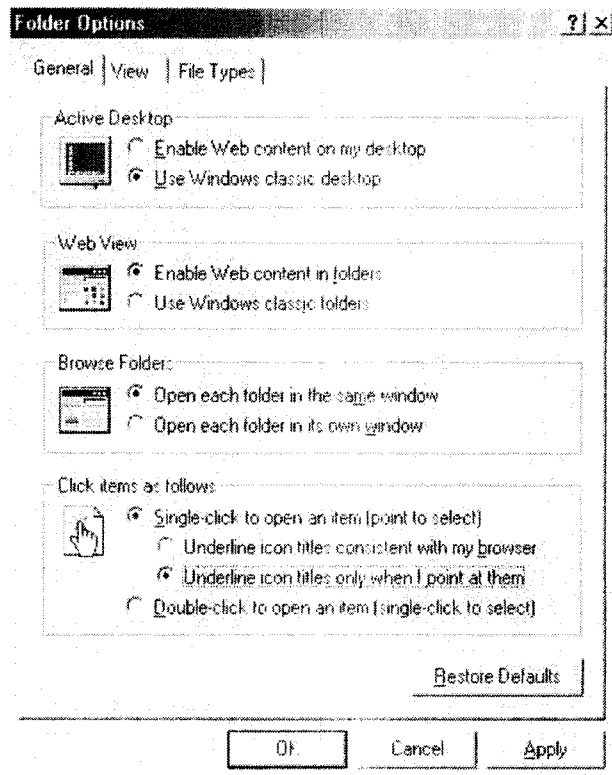 Folder Options
General View File Types
Active Desktop
Enable Web content on my desktop
Use Windows classic desktop
Web View
Enable Web content in folders
Use Windows classic folders
Browse Folders
Open each folder in the same window
Open each folder in its own window
Click items as follows
Single-click to open an item (point to select)
Underline icon titles consistent with my browser
Underline icon titles only when I point at them
Double-click to open an item (single-click to select)
Restore Defaults
OK Cancel Apply